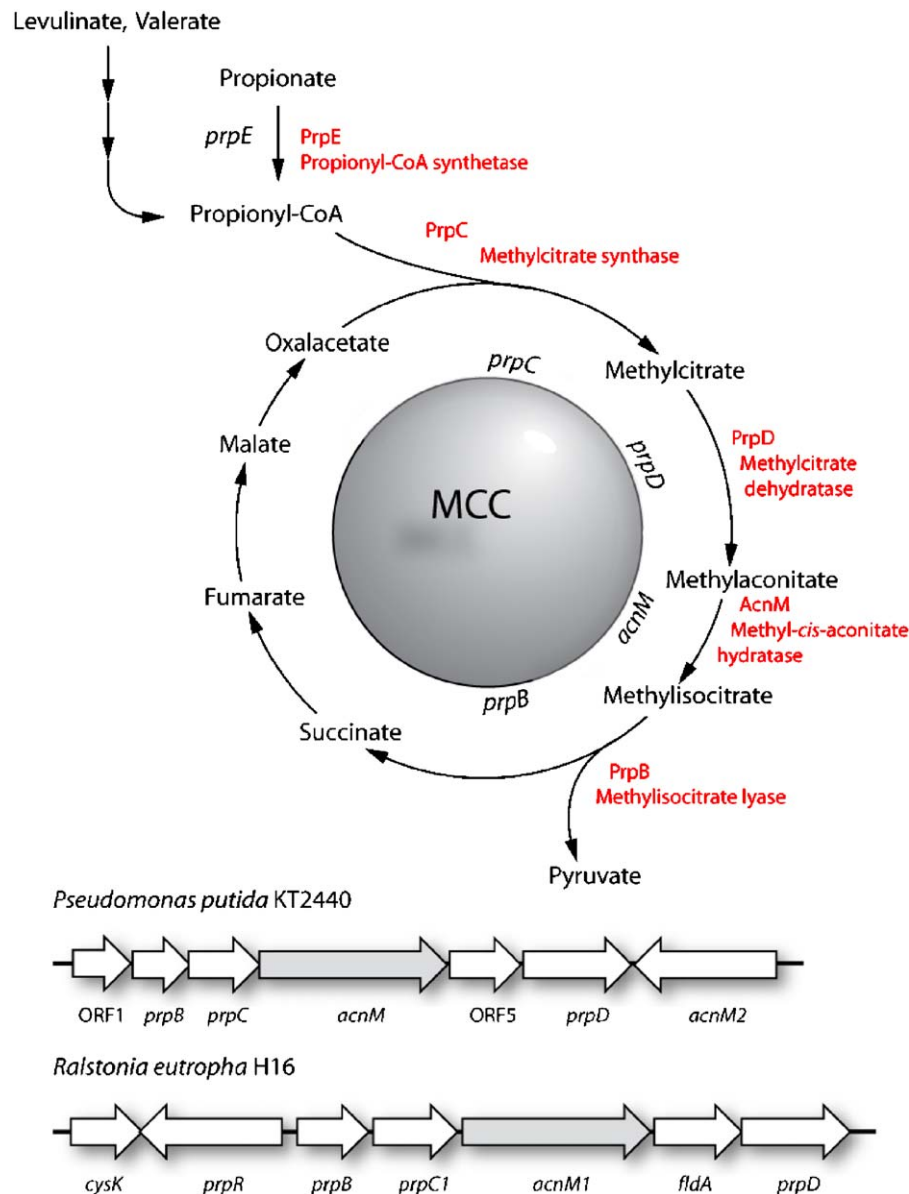 Levulinate, Valerate
Propionate
prpE
PrpE
Propionyl-CoA synthetase
Propionyl-CoA
PrpC
Methylcitrate synthase
Oxalacetate
prpC
Methylcitrate
Malate
prpD
PrpD
Methylcitrate
dehydratase
MCC
Fumarate
Methylaconitate
acnM
AcnM
Methyl-cis-aconitate
hydratase
prpB
Methylisocitrate
Succinate
PrpB
Methylisocitrate lyase
Pyruvate
Pseudomonas putida KT2440
ORF1 prpB prpC acnM ORF5 prpD acnM2
Ralstonia eutropha H16
cysK prpR prpB prpC1 acnM1 fldA prpD